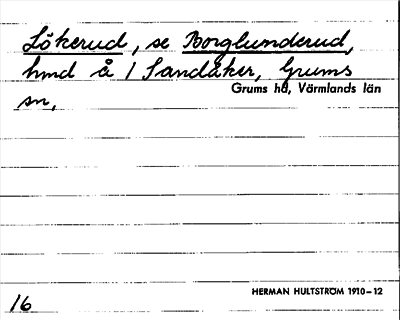 Lökerud, se Borglunderud,
hmd å 1 Sandåker, Grums
Grums hd, Värmlands län
sn,
HERMAN HULTSTRÖM 1910-12
16